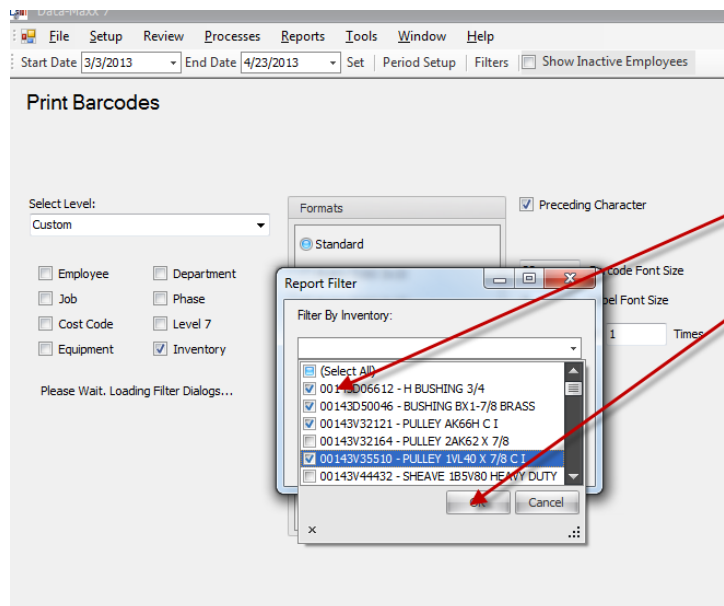 Data-Maxx 7
File Setup Review Processes Reports Tools Window Help
Start Date 3/3/2013 End Date 4/23/2013 Set Period Setup Filters Show Inactive Employees
Print Barcodes
Select Level:
Custom
Formats
Preceding Character
Standard
Employee Department
Job Phase
Cost Code Level 7
Equipment Inventory
Please Wait. Loading Filter Dialogs...
Font Size
Font Size
1 Times
Report Filter
Filter By Inventory:
(Select All)
00143D06612 - H BUSHING 3/4
00143D50046 - BUSHING BX1-7/8 BRASS
00143V32121 - PULLEY AK66H C I
00143V32164 - PULLEY 2AK62 X 7/8
00143V35510 - PULLEY 1VL40 X 7/8 C I
00143V44432 - SHEAVE 1B5V80 HEAVY DUTY
OK Cancel